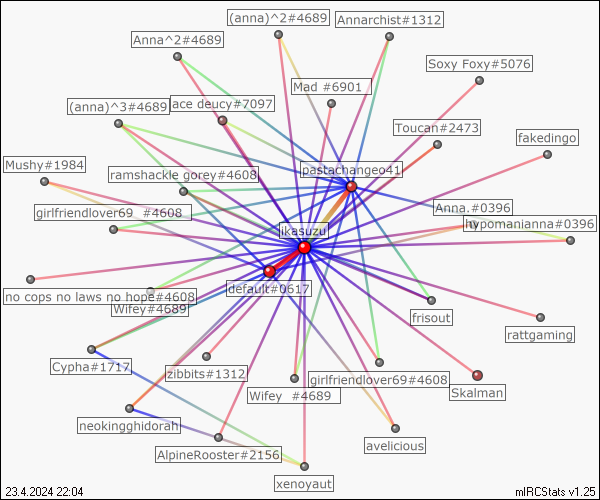 (anna)^2#4689
Annarchist#1312
Anna^2#4689
Soxy Foxy#5076
Mad #6901
(anna)^3#4689
ace deucy#7097
Toucan#2473
fakedingo
Mushy#1984
pastachangeo41
ramshackle gorey#4608
girlfriendlover69 #4608
Anna.#0396
hypomanianna#0396
ikasuzu
default#0617
no cops no laws no hope#4608
Wifey#4689
frisout
rattgaming
Cypha#1717
zibbits#1312
girlfriendlover69#4608
Wifey #4689
Skalman
neokingghidorah
avelicious
AlpineRooster#2156
xenoyaut
23.4.2024 22:04
mIRCStats v1.25